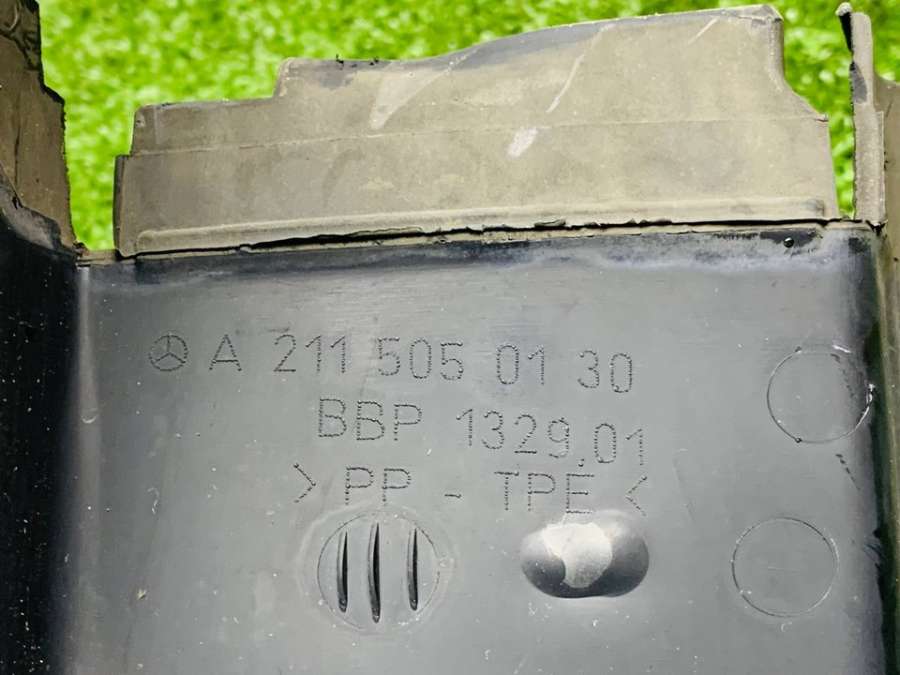 A 211 505 01 30
BBP 1329.01
> PP - TPE <